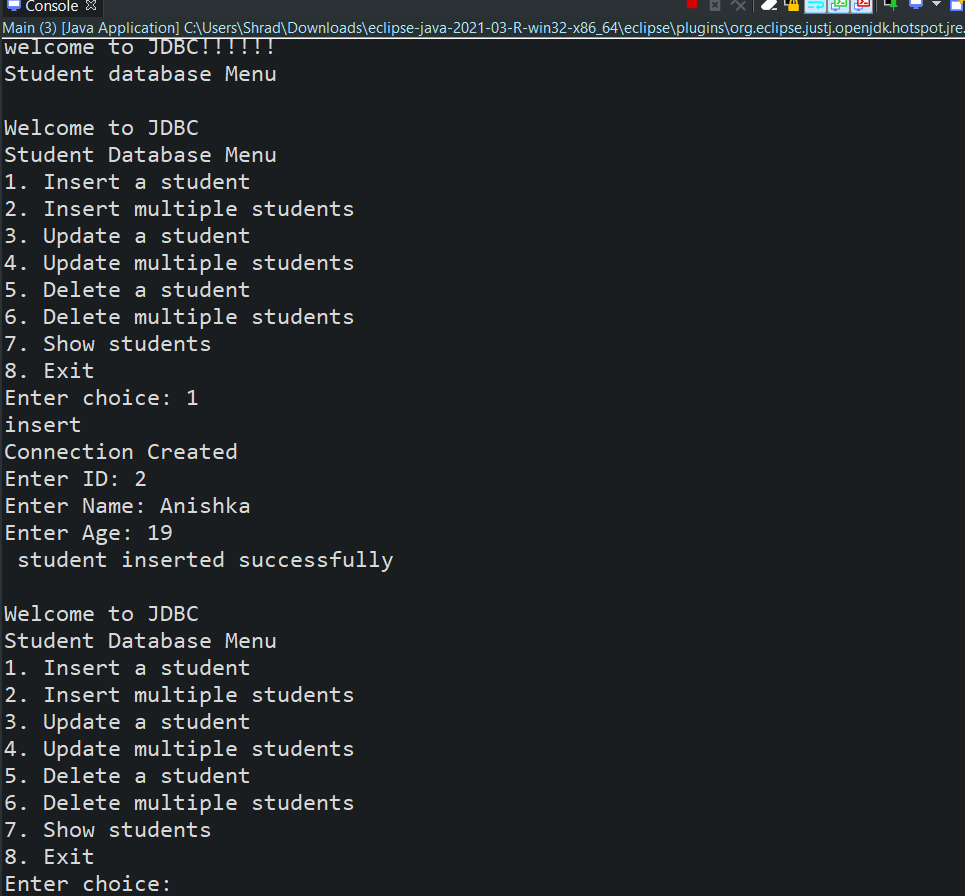 Console
Main (3) [Java Application] C:\Users\Shrad\Downloads\eclipse-java-2021-03-R-win32-x86_64\eclipse\plugins\org.eclipse.justj.openjdk.hotspot.jre.
welcome to JDBC!!!!!!
Student database Menu
Welcome to JDBC
Student Database Menu
1. Insert a student
2. Insert multiple students
3. Update a student
4. Update multiple students
5. Delete a student
6. Delete multiple students
7. Show students
8. Exit
Enter choice: 1
insert
Connection Created
Enter ID: 2
Enter Name: Anishka
Enter Age: 19
student inserted successfully
Welcome to JDBC
Student Database Menu
1. Insert a student
2. Insert multiple students
3. Update a student
4. Update multiple students
5. Delete a student
6. Delete multiple students
7. Show students
8. Exit
Enter choice: